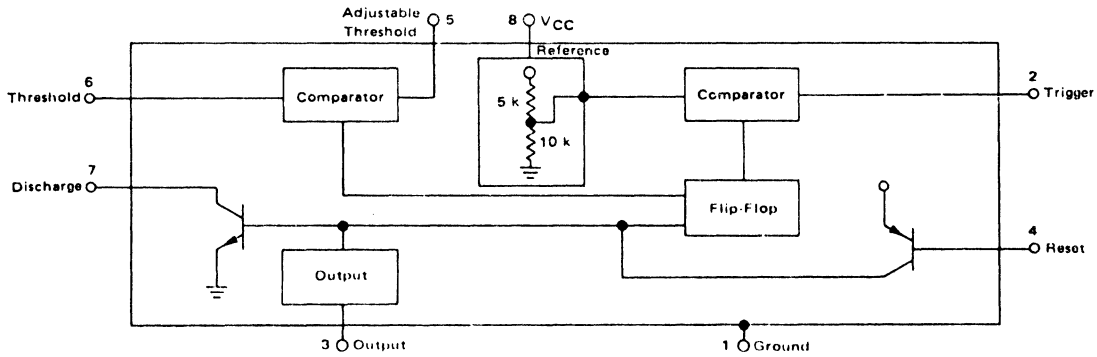 Adjustable
Threshold
5
8 VCC
Reference
6
Threshold
Comparator
5 k
10 k
Comparator
2
Trigger
7
Discharge
Flip-Flop
4
Reset
Output
3 Output
1 Ground